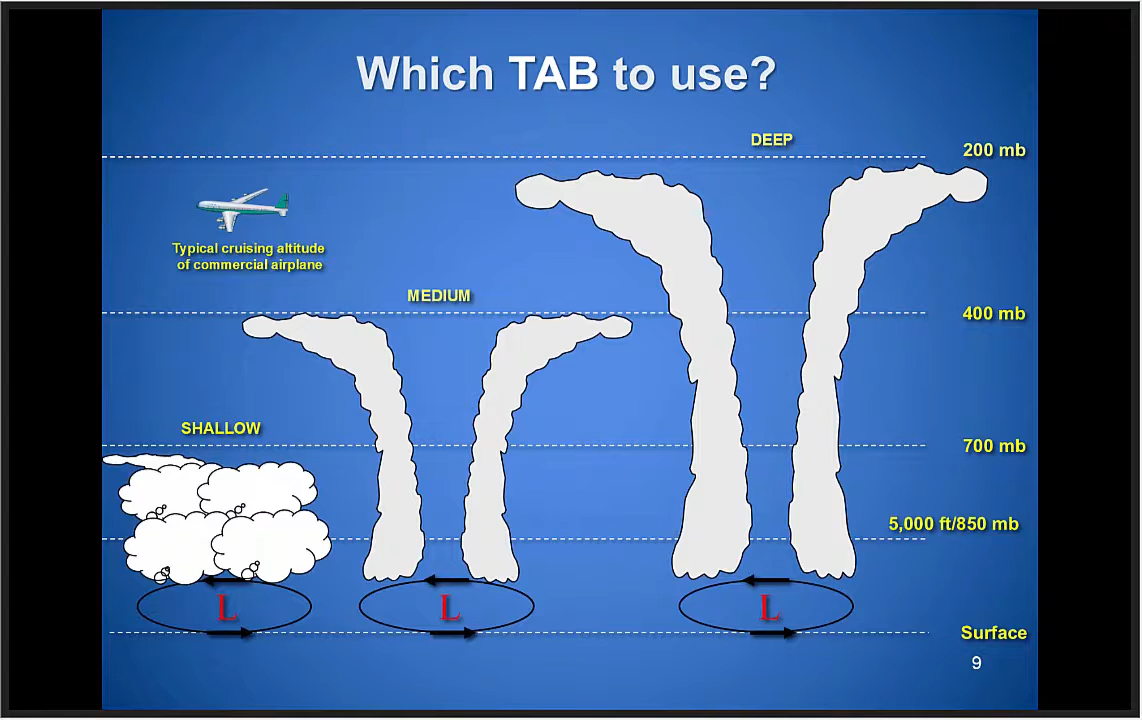 Which TAB to use?
DEEP
200 mb
Typical cruising altitude
of commercial airplane
MEDIUM
400 mb
SHALLOW
700 mb
5,000 ft/850 mb
L
L
L
Surface
9